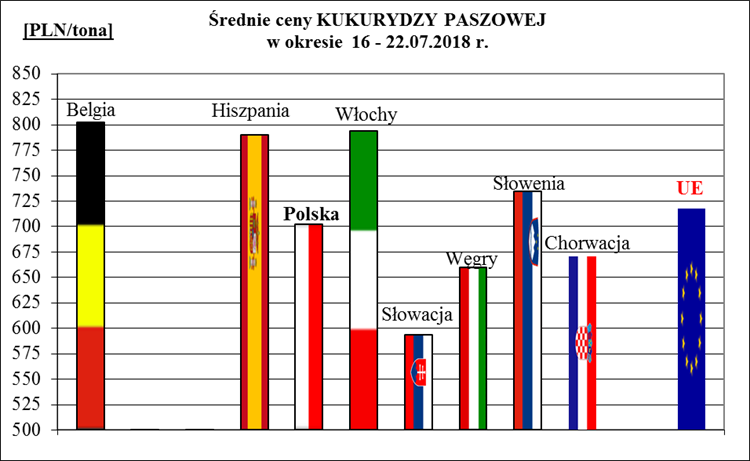 Średnie ceny KUKURYDZY PASZOWEJ
w okresie 16 - 22.07.2018 r.
[PLN/tona]
850
825
800
775
750
725
700
675
650
625
600
575
550
525
500
Belgia
Hiszpania
Polska
Włochy
Słowacja
Węgry
Słowenia
Chorwacja
UE